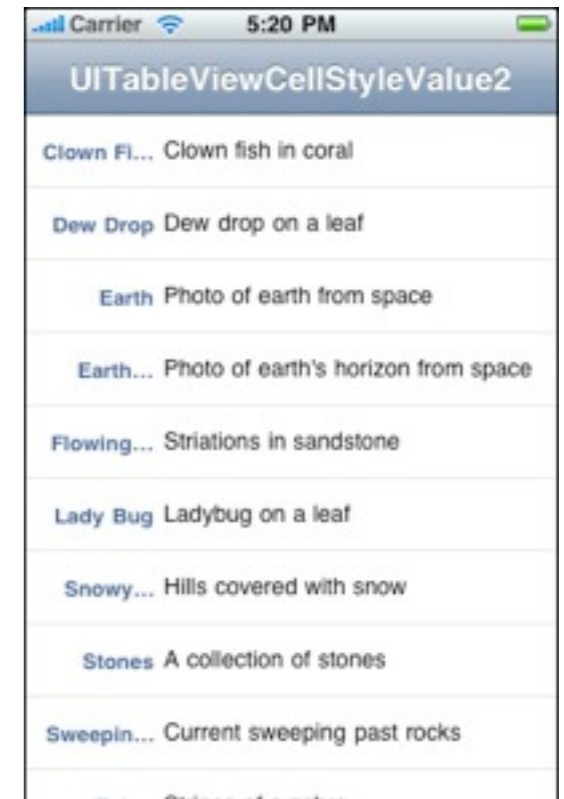 Carrier 5:20 PM
UITableViewCellStyleValue2
Clown Fi... Clown fish in coral
Dew Drop Dew drop on a leaf
Earth Photo of earth from space
Earth... Photo of earth's horizon from space
Flowing... Striations in sandstone
Lady Bug Ladybug on a leaf
Snowy... Hills covered with snow
Stones A collection of stones
Sweepin... Current sweeping past rocks